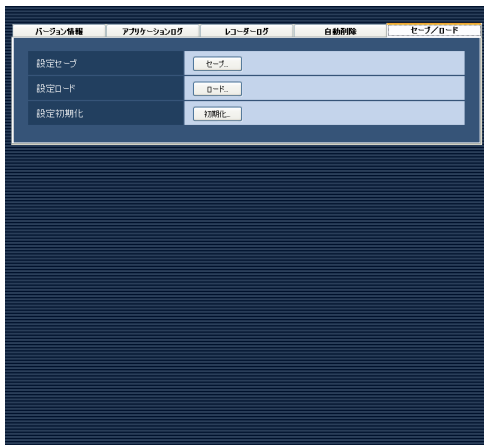 バージョン情報 アプリケーションログ レコーダーログ 自動削除 セーブ／ロード
設定セーブ セーブ...
設定ロード ロード...
設定初期化 初期化...